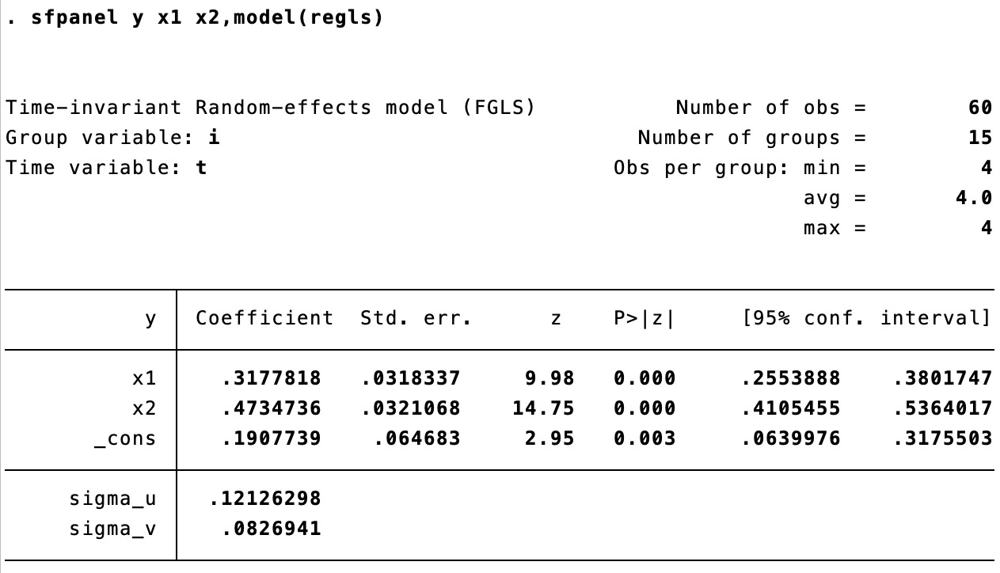 . sfpanel y x1 x2,model(regls)
Time-invariant Random-effects model (FGLS) Number of obs = 60
Group variable: i Number of groups = 15
Time variable: t Obs per group: min = 4
avg = 4.0
max = 4
y Coefficient Std. err. z P>|z| [95% conf. interval]
x1 .3177818 .0318337 9.98 0.000 .2553888 .3801747
x2 .4734736 .0321068 14.75 0.000 .4105455 .5364017
_cons .1907739 .064683 2.95 0.003 .0639976 .3175503
sigma_u .12126298
sigma_v .0826941